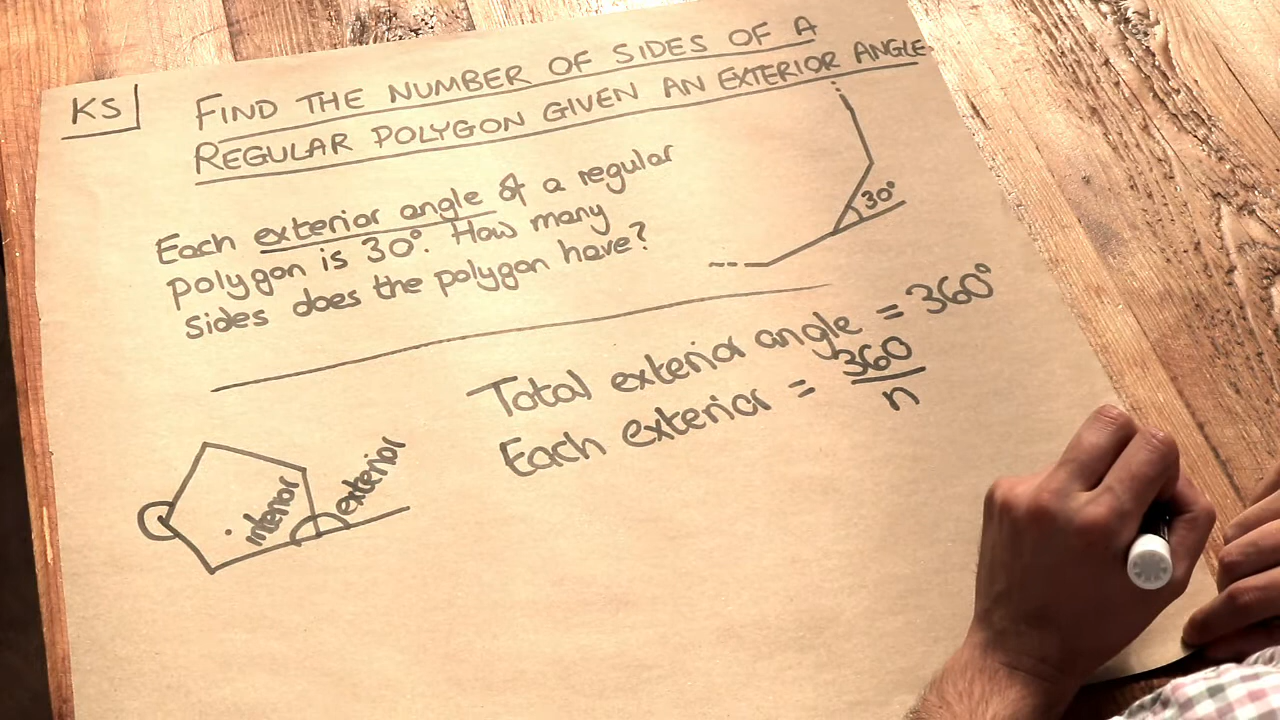 KS
FIND THE NUMBER OF SIDES OF A
REGULAR POLYGON GIVEN AN EXTERIOR ANGLE
Each exterior angle of a regular
polygon is 30°. How many
sides does the polygon have?
30°
Total exterior angle = 360°
Each exterior = 360
n
interior
exterior